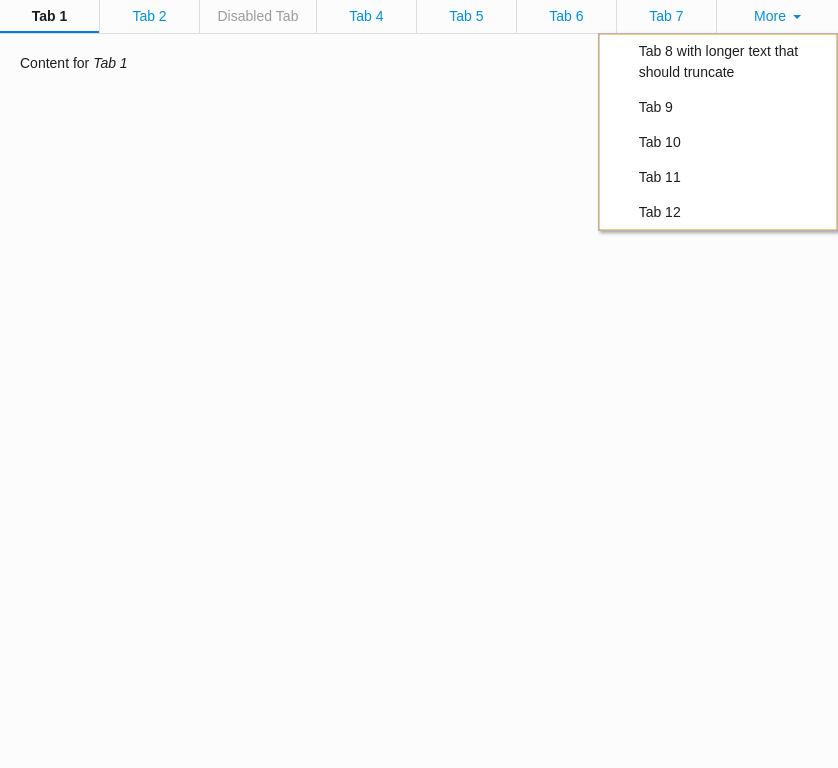 Tab 1 Tab 2 Disabled Tab Tab 4 Tab 5 Tab 6 Tab 7 More
Content for Tab 1
Tab 8 with longer text that
should truncate
Tab 9
Tab 10
Tab 11
Tab 12